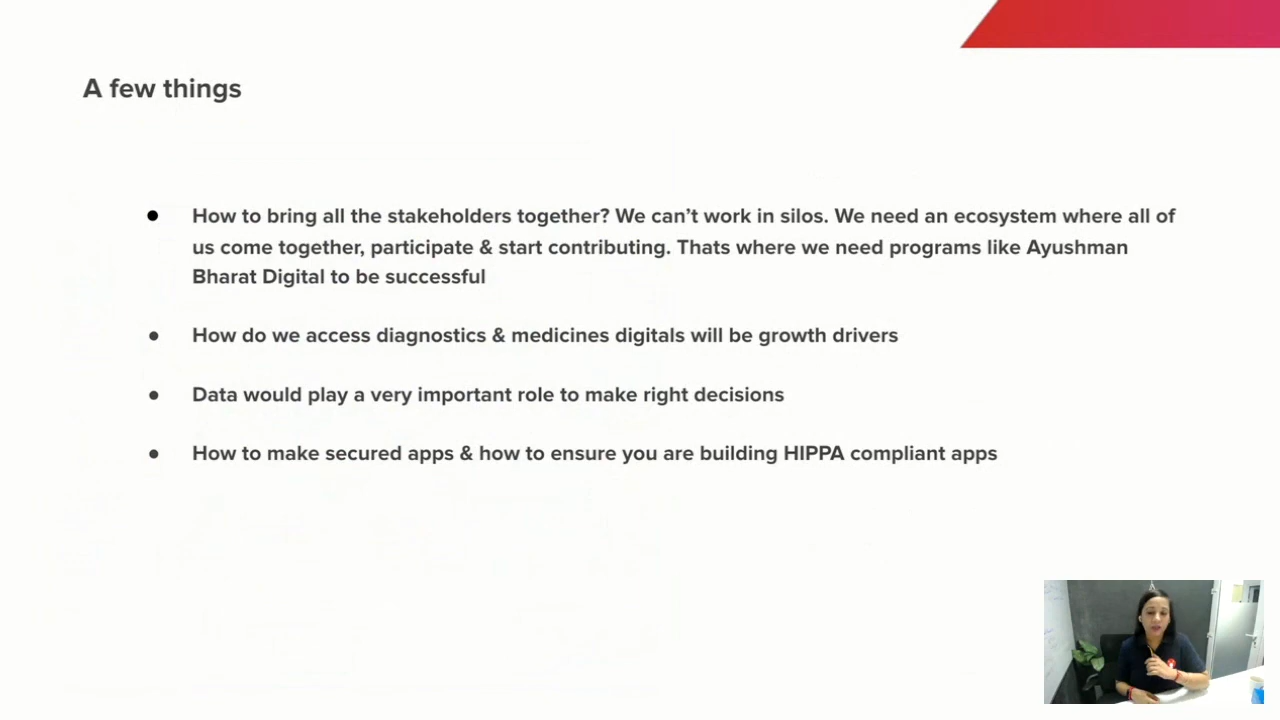 A few things
● How to bring all the stakeholders together? We can’t work in silos. We need an ecosystem where all of
us come together, participate & start contributing. Thats where we need programs like Ayushman
Bharat Digital to be successful
● How do we access diagnostics & medicines digitals will be growth drivers
● Data would play a very important role to make right decisions
● How to make secured apps & how to ensure you are building HIPPA compliant apps